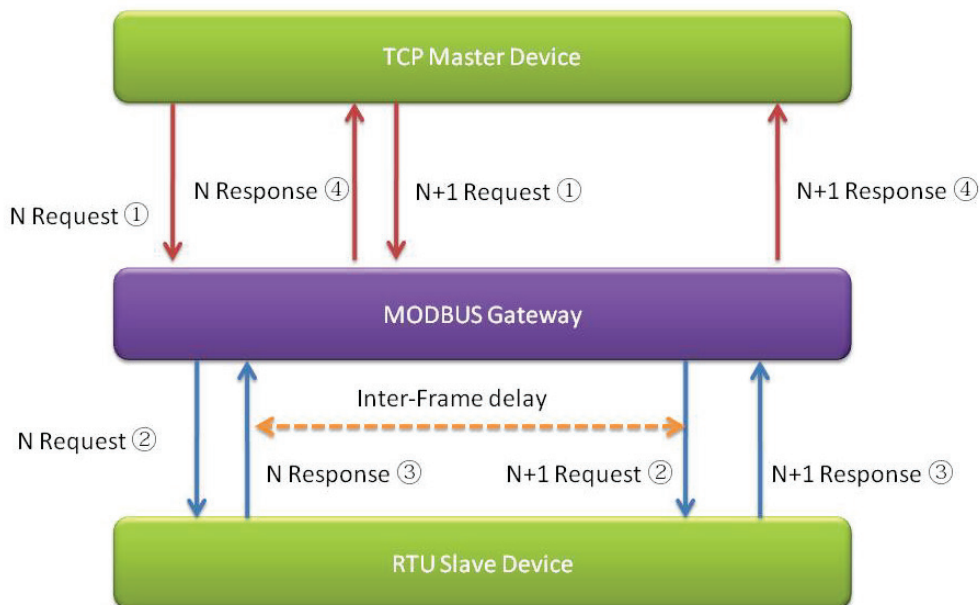 TCP Master Device
N Request ①
N Response ④
N+1 Request ①
N+1 Response ④
MODBUS Gateway
Inter-Frame delay
N Request ②
N Response ③
N+1 Request ②
N+1 Response ③
RTU Slave Device